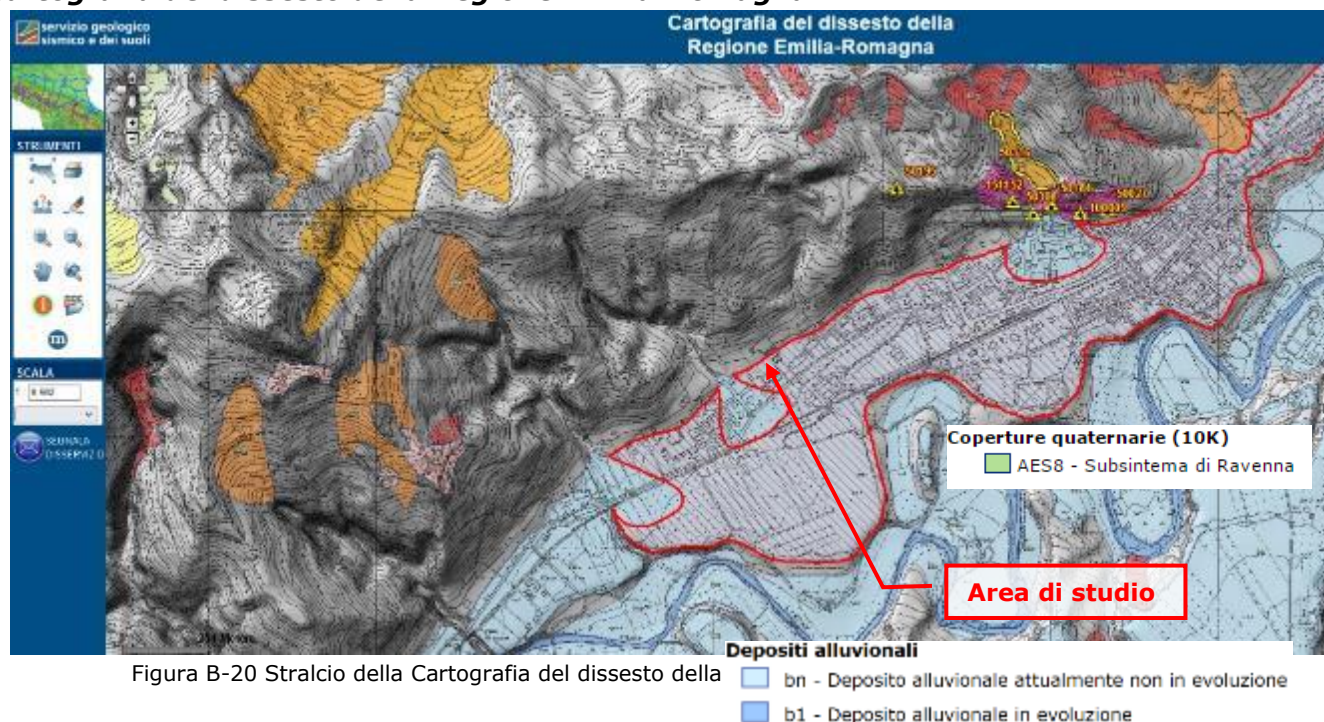 servizio geologico
sismico e dei suoli
Cartografia del dissesto della
Regione Emilia-Romagna
STRUMENTI
SCALA
Coperture quaternarie (10K)
AES8 - Subsintema di Ravenna
Area di studio
Depositi alluvionali
Figura B-20 Stralcio della Cartografia del dissesto della
bn - Deposito alluvionale attualmente non in evoluzione
b1 - Deposito alluvionale in evoluzione